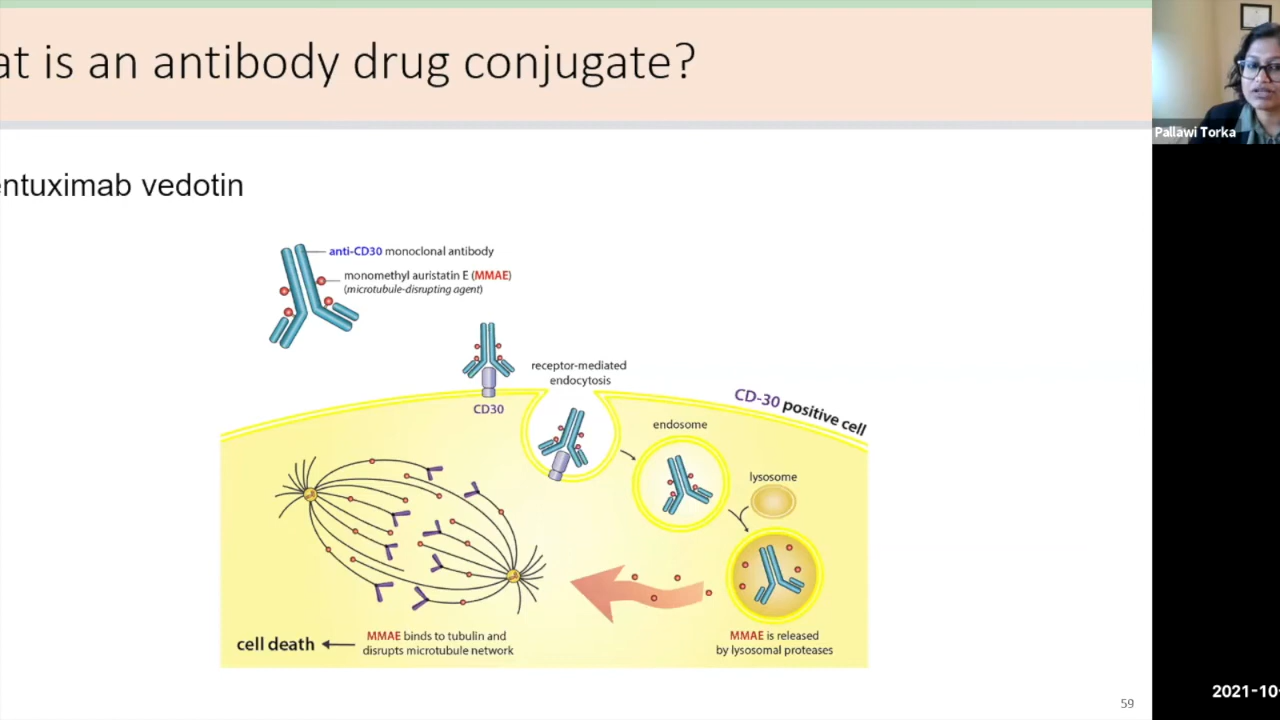 at is an antibody drug conjugate?
Pallawi Torka
entuximab vedotin
anti-CD30 monoclonal antibody
monomethyl auristatin E (MMAE)
(microtubule-disrupting agent)
receptor-mediated
endocytosis
CD30
CD-30 positive cell
endosome
lysosome
cell death
MMAE binds to tubulin and
disrupts microtubule network
MMAE is released
by lysosomal proteases
59
2021-10-